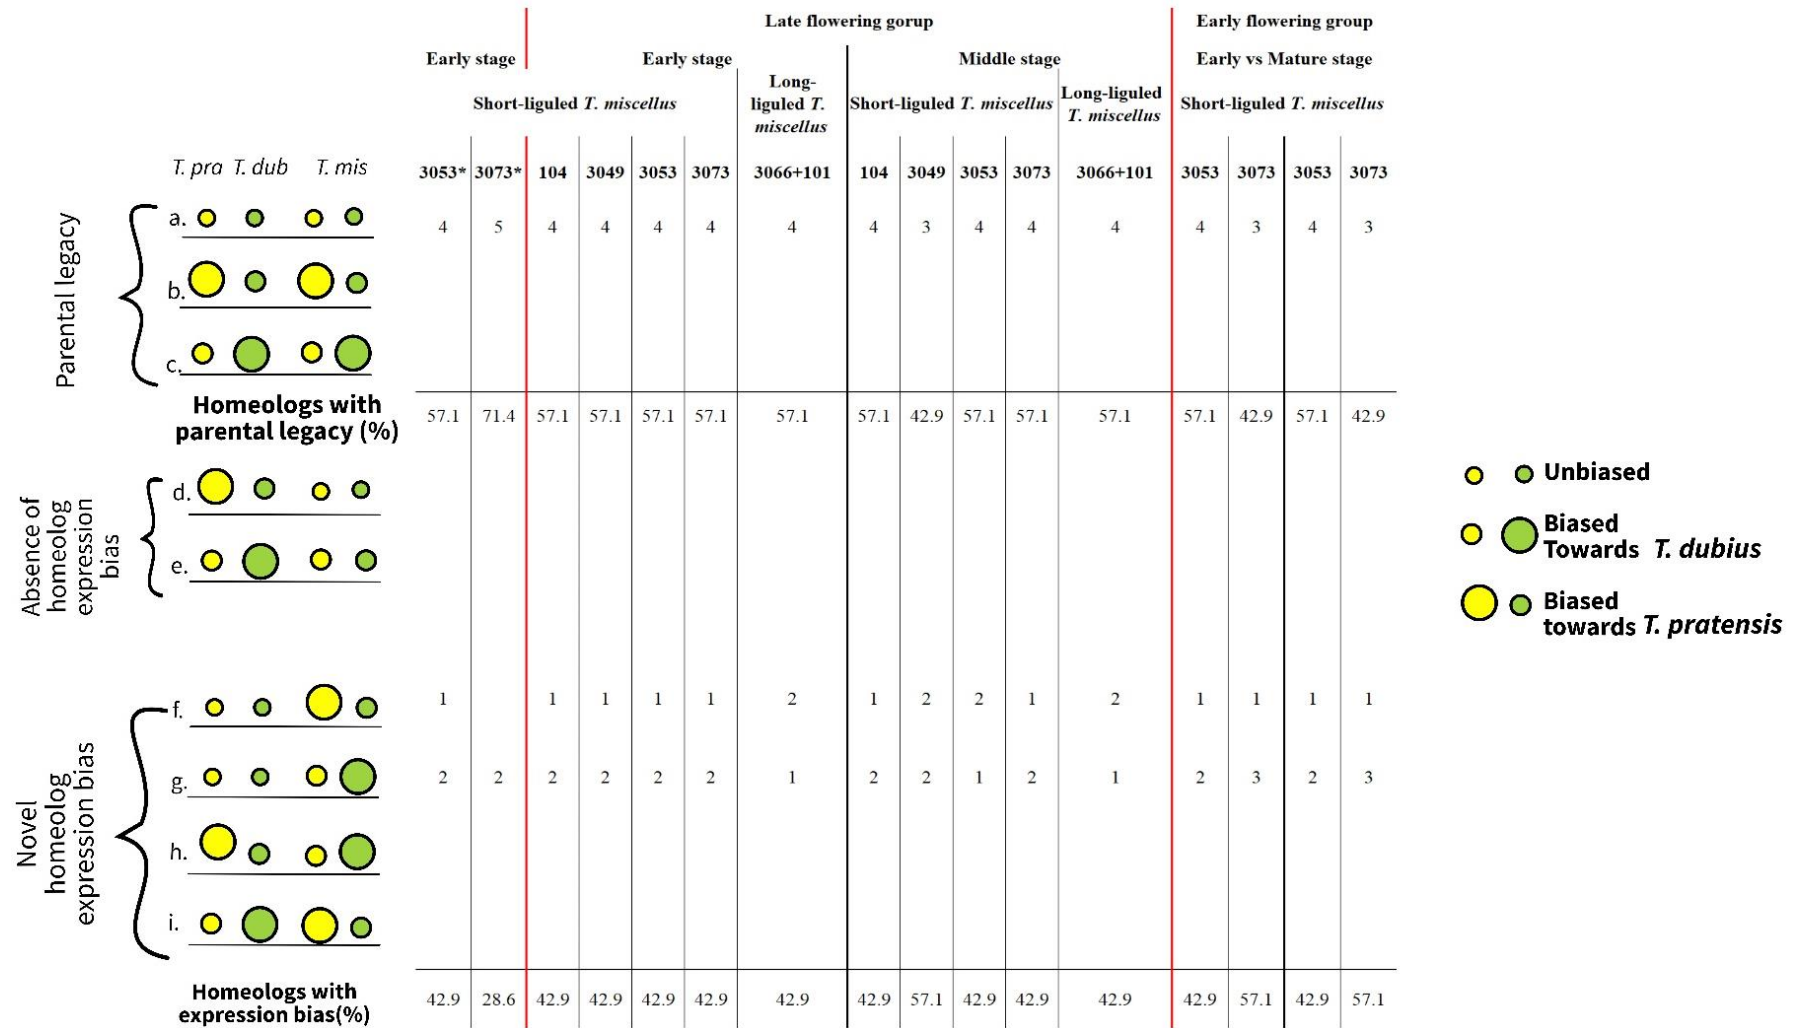 Late flowering gorup
Early flowering group
Early stage
Early stage
Middle stage
Early vs Mature stage
Short-liguled T. miscellus
Long-
liguled T.
miscellus
Short-liguled T. miscellus
Long-liguled
T. miscellus
Short-liguled T. miscellus
T. pra T. dub T. mis
3053* 3073* 104 3049 3053 3073 3066+101 104 3049 3053 3073 3066+101 3053 3073 3053 3073
Parental legacy
a. 4 5 4 4 4 4 4 4 3 4 4 4 4 3 4 3
b.
c.
Homeologs with
parental legacy (%)
57.1 71.4 57.1 57.1 57.1 57.1 57.1 57.1 42.9 57.1 57.1 57.1 57.1 42.9 57.1 42.9
Absence of
homeolog
expression
bias
d.
e.
Novel
homeolog
expression bias
f. 1 1 1 1 1 2 1 2 2 1 2 1 1 1 1
g. 2 2 2 2 2 2 1 2 2 1 2 1 2 3 2 3
h.
i.
Homeologs with
expression bias(%)
42.9 28.6 42.9 42.9 42.9 42.9 42.9 42.9 57.1 42.9 42.9 42.9 42.9 57.1 42.9 57.1
Unbiased
Biased
Towards T. dubius
Biased
towards T. pratensis